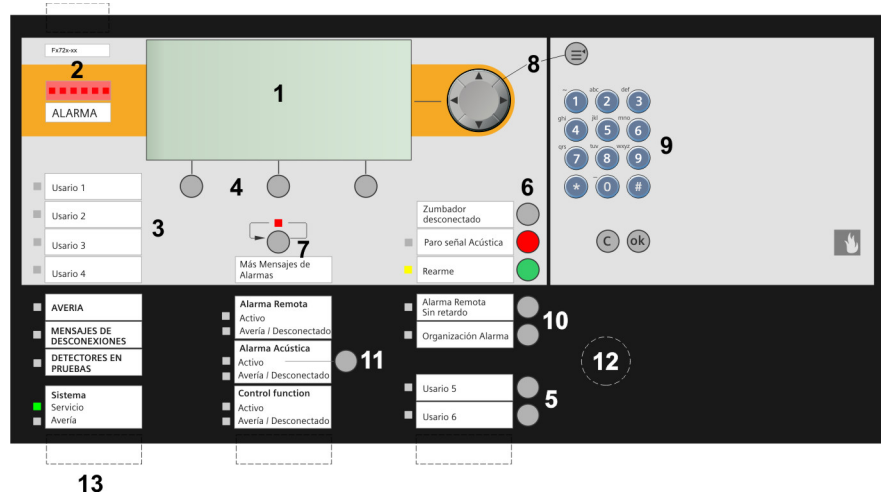 Fx72x-xx
2
ALARMA
1
8
~
1
abc
2
def
3
ghi
4
jkl
5
mno
6
qrs
7
tuv
8
wxyz
9
*
0
#
9
C
ok
4
Usario 1
Usario 2
Usario 3
Usario 4
3
7
Más Mensajes de
Alarmas
6
Zumbador
desconectado
Paro señal Acústica
Rearme
AVERIA
MENSAJES DE
DESCONEXIONES
DETECTORES EN
PRUEBAS
Sistema
Servicio
Avería
Alarma Remota
Activo
Avería / Desconectado
Alarma Acústica
Activo
Avería / Desconectado
Control function
Activo
Avería / Desconectado
11
Alarma Remota
Sin retardo
Organización Alarma
10
Usario 5
Usario 6
5
12
13